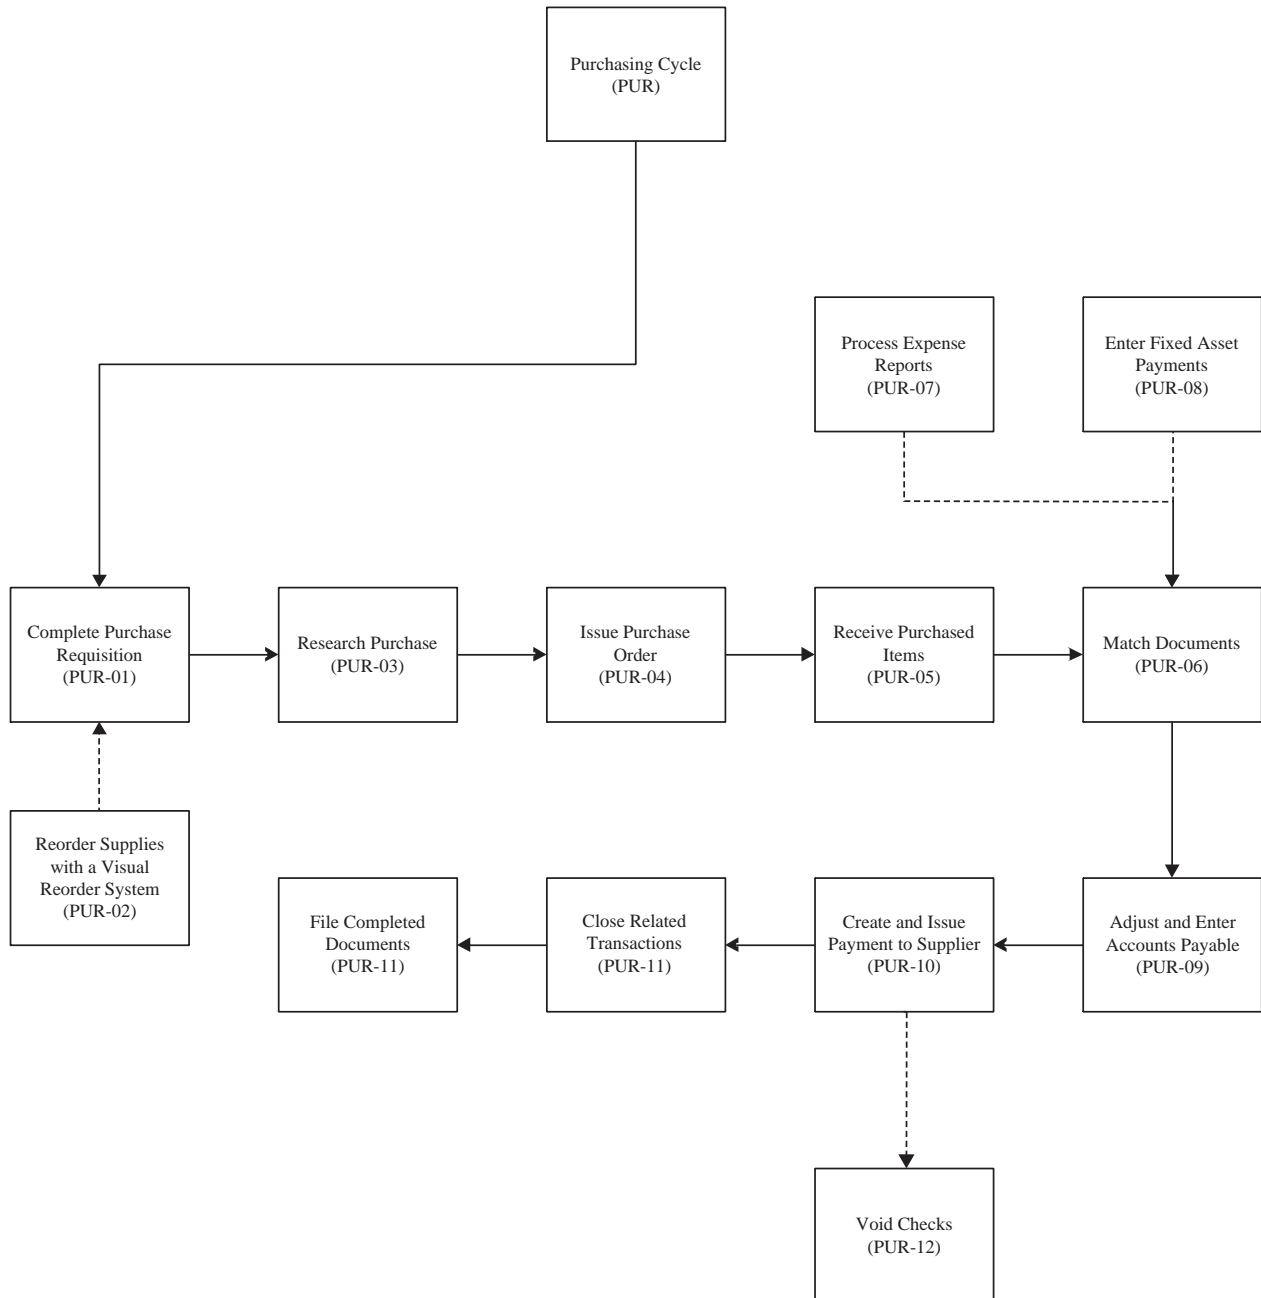 Purchasing Cycle
(PUR)
Process Expense
Reports
(PUR-07)
Enter Fixed Asset
Payments
(PUR-08)
Complete Purchase
Requisition
(PUR-01)
Research Purchase
(PUR-03)
Issue Purchase
Order
(PUR-04)
Receive Purchased
Items
(PUR-05)
Match Documents
(PUR-06)
Reorder Supplies
with a Visual
Reorder System
(PUR-02)
File Completed
Documents
(PUR-11)
Close Related
Transactions
(PUR-11)
Create and Issue
Payment to Supplier
(PUR-10)
Adjust and Enter
Accounts Payable
(PUR-09)
Void Checks
(PUR-12)